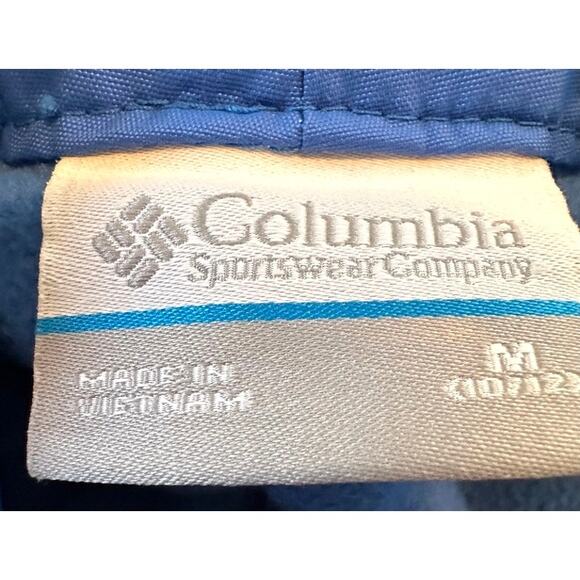 Columbia
Sportswear Company
MADE IN
VIETNAM
M
(10/12)